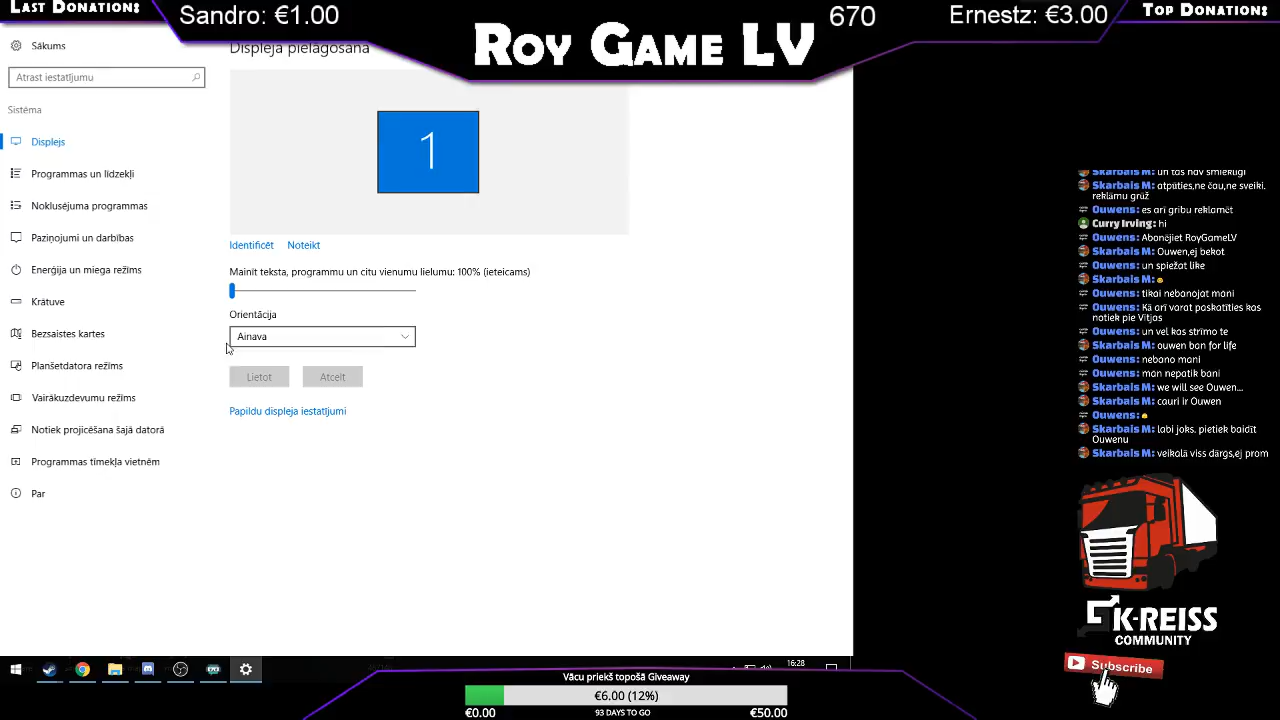 Last Donations
Sandro: €1.00
Roy Game LV
670
Ernestz: €3.00
Top Donations
Sākums
Displeja pielāgošana
Atrast iestatījumu
Sistēma
Displejs
Programmas un līdzekļi
Noklusējuma programmas
Paziņojumi un darbības
Enerģija un miega režīms
Krātuve
Bezsaistes kartes
Planšetdatora režīms
Vairākuzdevumu režīms
Notiek projicēšana šajā datorā
Programmas tīmekļa vietnēm
Par
1
Identificēt Noteikt
Mainīt teksta, programmu un citu vienumu lielumu: 100% (ieteicams)
Orientācija
Ainava
Lietot Atcelt
Papildu displeja iestatījumi
Skarbais M: un tas nav smieklīgi
Skarbais M: atpūties,ne čau,ne sveiki.
reklāmu grūž
Ouwens: es arī gribu reklamēt
Curry Irving: hi
Ouwens: Abonējiet RoyGameLV
Skarbais M: Ouwen,ej bekot
Ouwens: un spiežat like
Skarbais M:
Ouwens: tikai nebanojat mani
Ouwens: Kā arī varat paskatīties kas
notiek pie Vītjas
Ouwens: un vel kas strīmo te
Skarbais M: ouwen ban for life
Ouwens: nebano mani
Ouwens: man nepatik bani
Skarbais M: we will see Ouwen...
Skarbais M: cauri ir Ouwen
Ouwens:
Skarbais M: labi joks. pietiek baidīt
Ouwenu
Skarbais M: veikalā viss dārgs,ej prom
K-REISS
COMMUNITY
Subscribe
16:28
Vācu priekš topošā Giveaway
€6.00 (12%)
€0.00 93 DAYS TO GO €50.00